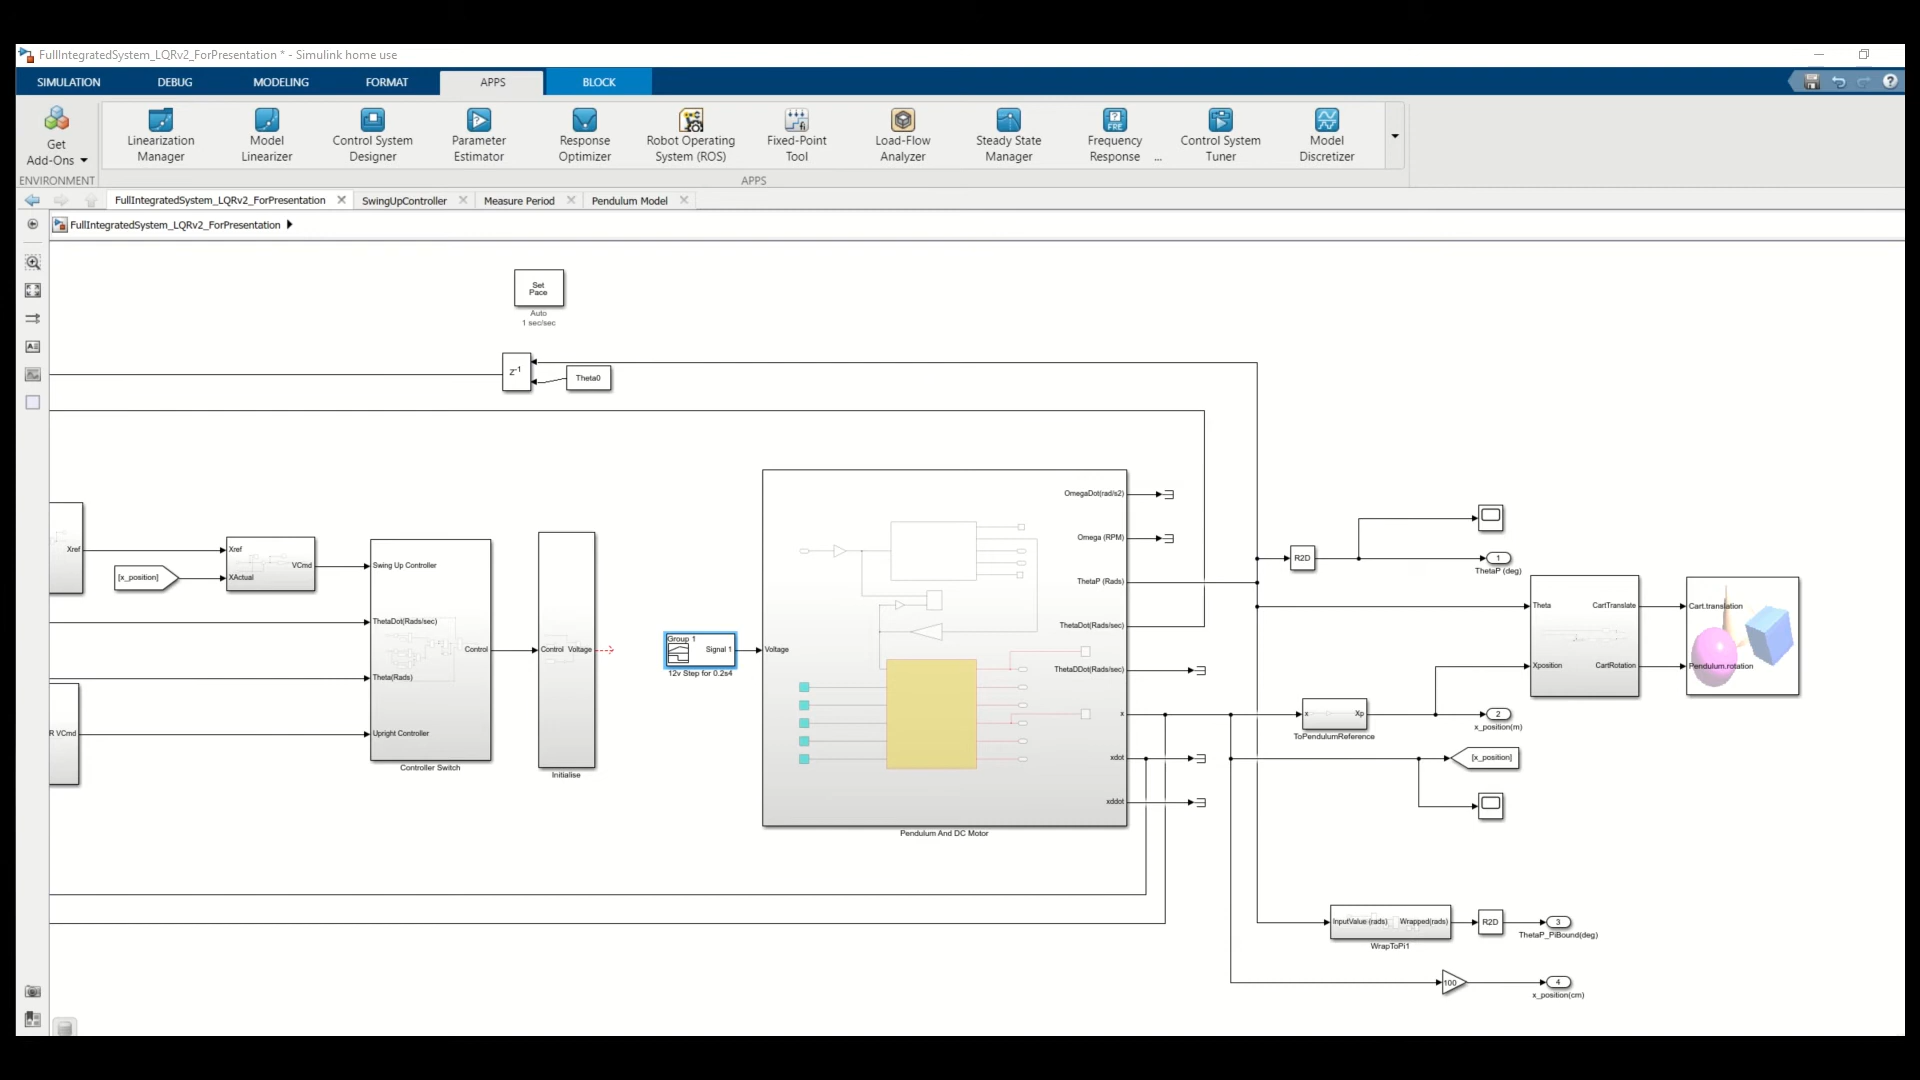 FullIntegratedSystem_LQRv2_ForPresentation * - Simulink home use
SIMULATION DEBUG MODELING FORMAT APPS BLOCK
Get Add-Ons
Linearization Manager
Model Linearizer
Control System Designer
Parameter Estimator
Response Optimizer
Robot Operating System (ROS)
Fixed-Point Tool
Load-Flow Analyzer
Steady State Manager
Frequency Response ...
Control System Tuner
Model Discretizer
ENVIRONMENT APPS
FullIntegratedSystem_LQRv2_ForPresentation SwingUpController Measure Period Pendulum Model
FullIntegratedSystem_LQRv2_ForPresentation
Set
Pace
Auto
1 sec/sec
Z-1
Theta0
Xref
[x_position]
Xref
XActual
VCmd
R VCmd
Swing Up Controller
ThetaDot(Rads/sec)
Theta(Rads)
Upright Controller
Control
Controller Switch
Control Voltage
Initialise
Group 1
Signal 1
12v Step for 0.2s4
Voltage
OmegaDot(rad/s2)
Omega (RPM)
ThetaP (Rads)
ThetaDot(Rads/sec)
ThetaDDot(Rads/sec)
x
xdot
xddot
Pendulum And DC Motor
R2D
1
ThetaP (deg)
Theta
Xposition
CartTranslate
CartRotation
Cart.translation
Pendulum.rotation
x Xp
ToPendulumReference
2
x_position(m)
[x_position]
InputValue (rads) Wrapped(rads)
WrapToPi1
R2D
3
ThetaP_PiBound(deg)
100
4
x_position(cm)